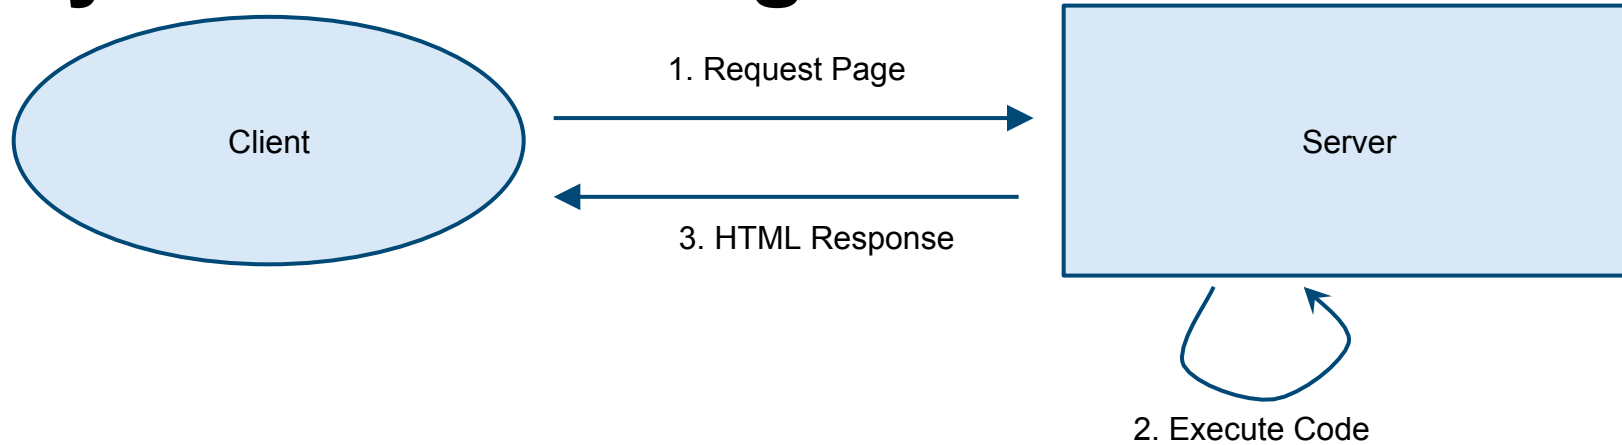 1. Request Page
Client
Server
3. HTML Response
2. Execute Code